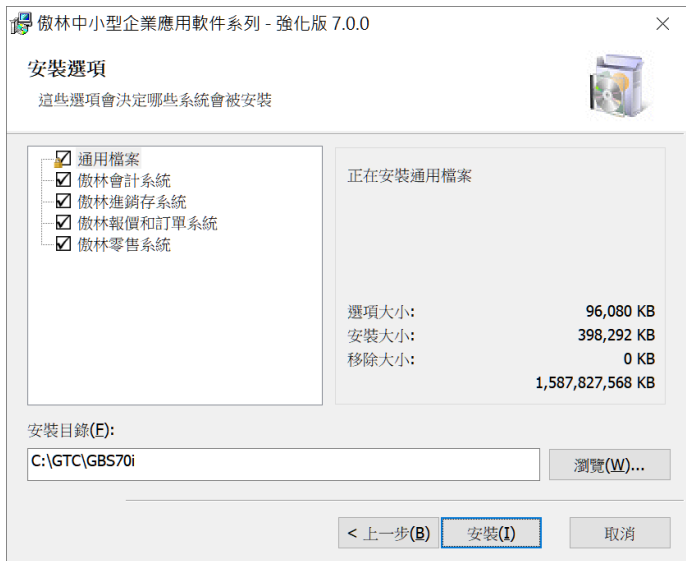 傲林中小型企業應用軟件系列 - 強化版 7.0.0
安裝選項
這些選項會決定哪些系統會被安裝
通用檔案
傲林會計系統
傲林進銷存系統
傲林報價和訂單系統
傲林零售系統
正在安裝通用檔案
選項大小: 96,080 KB
安裝大小: 398,292 KB
移除大小: 0 KB
1,587,827,568 KB
安裝目錄(F):
C:\GTC\GBS70i
瀏覽(W)...
< 上一步(B)
安裝(I)
取消